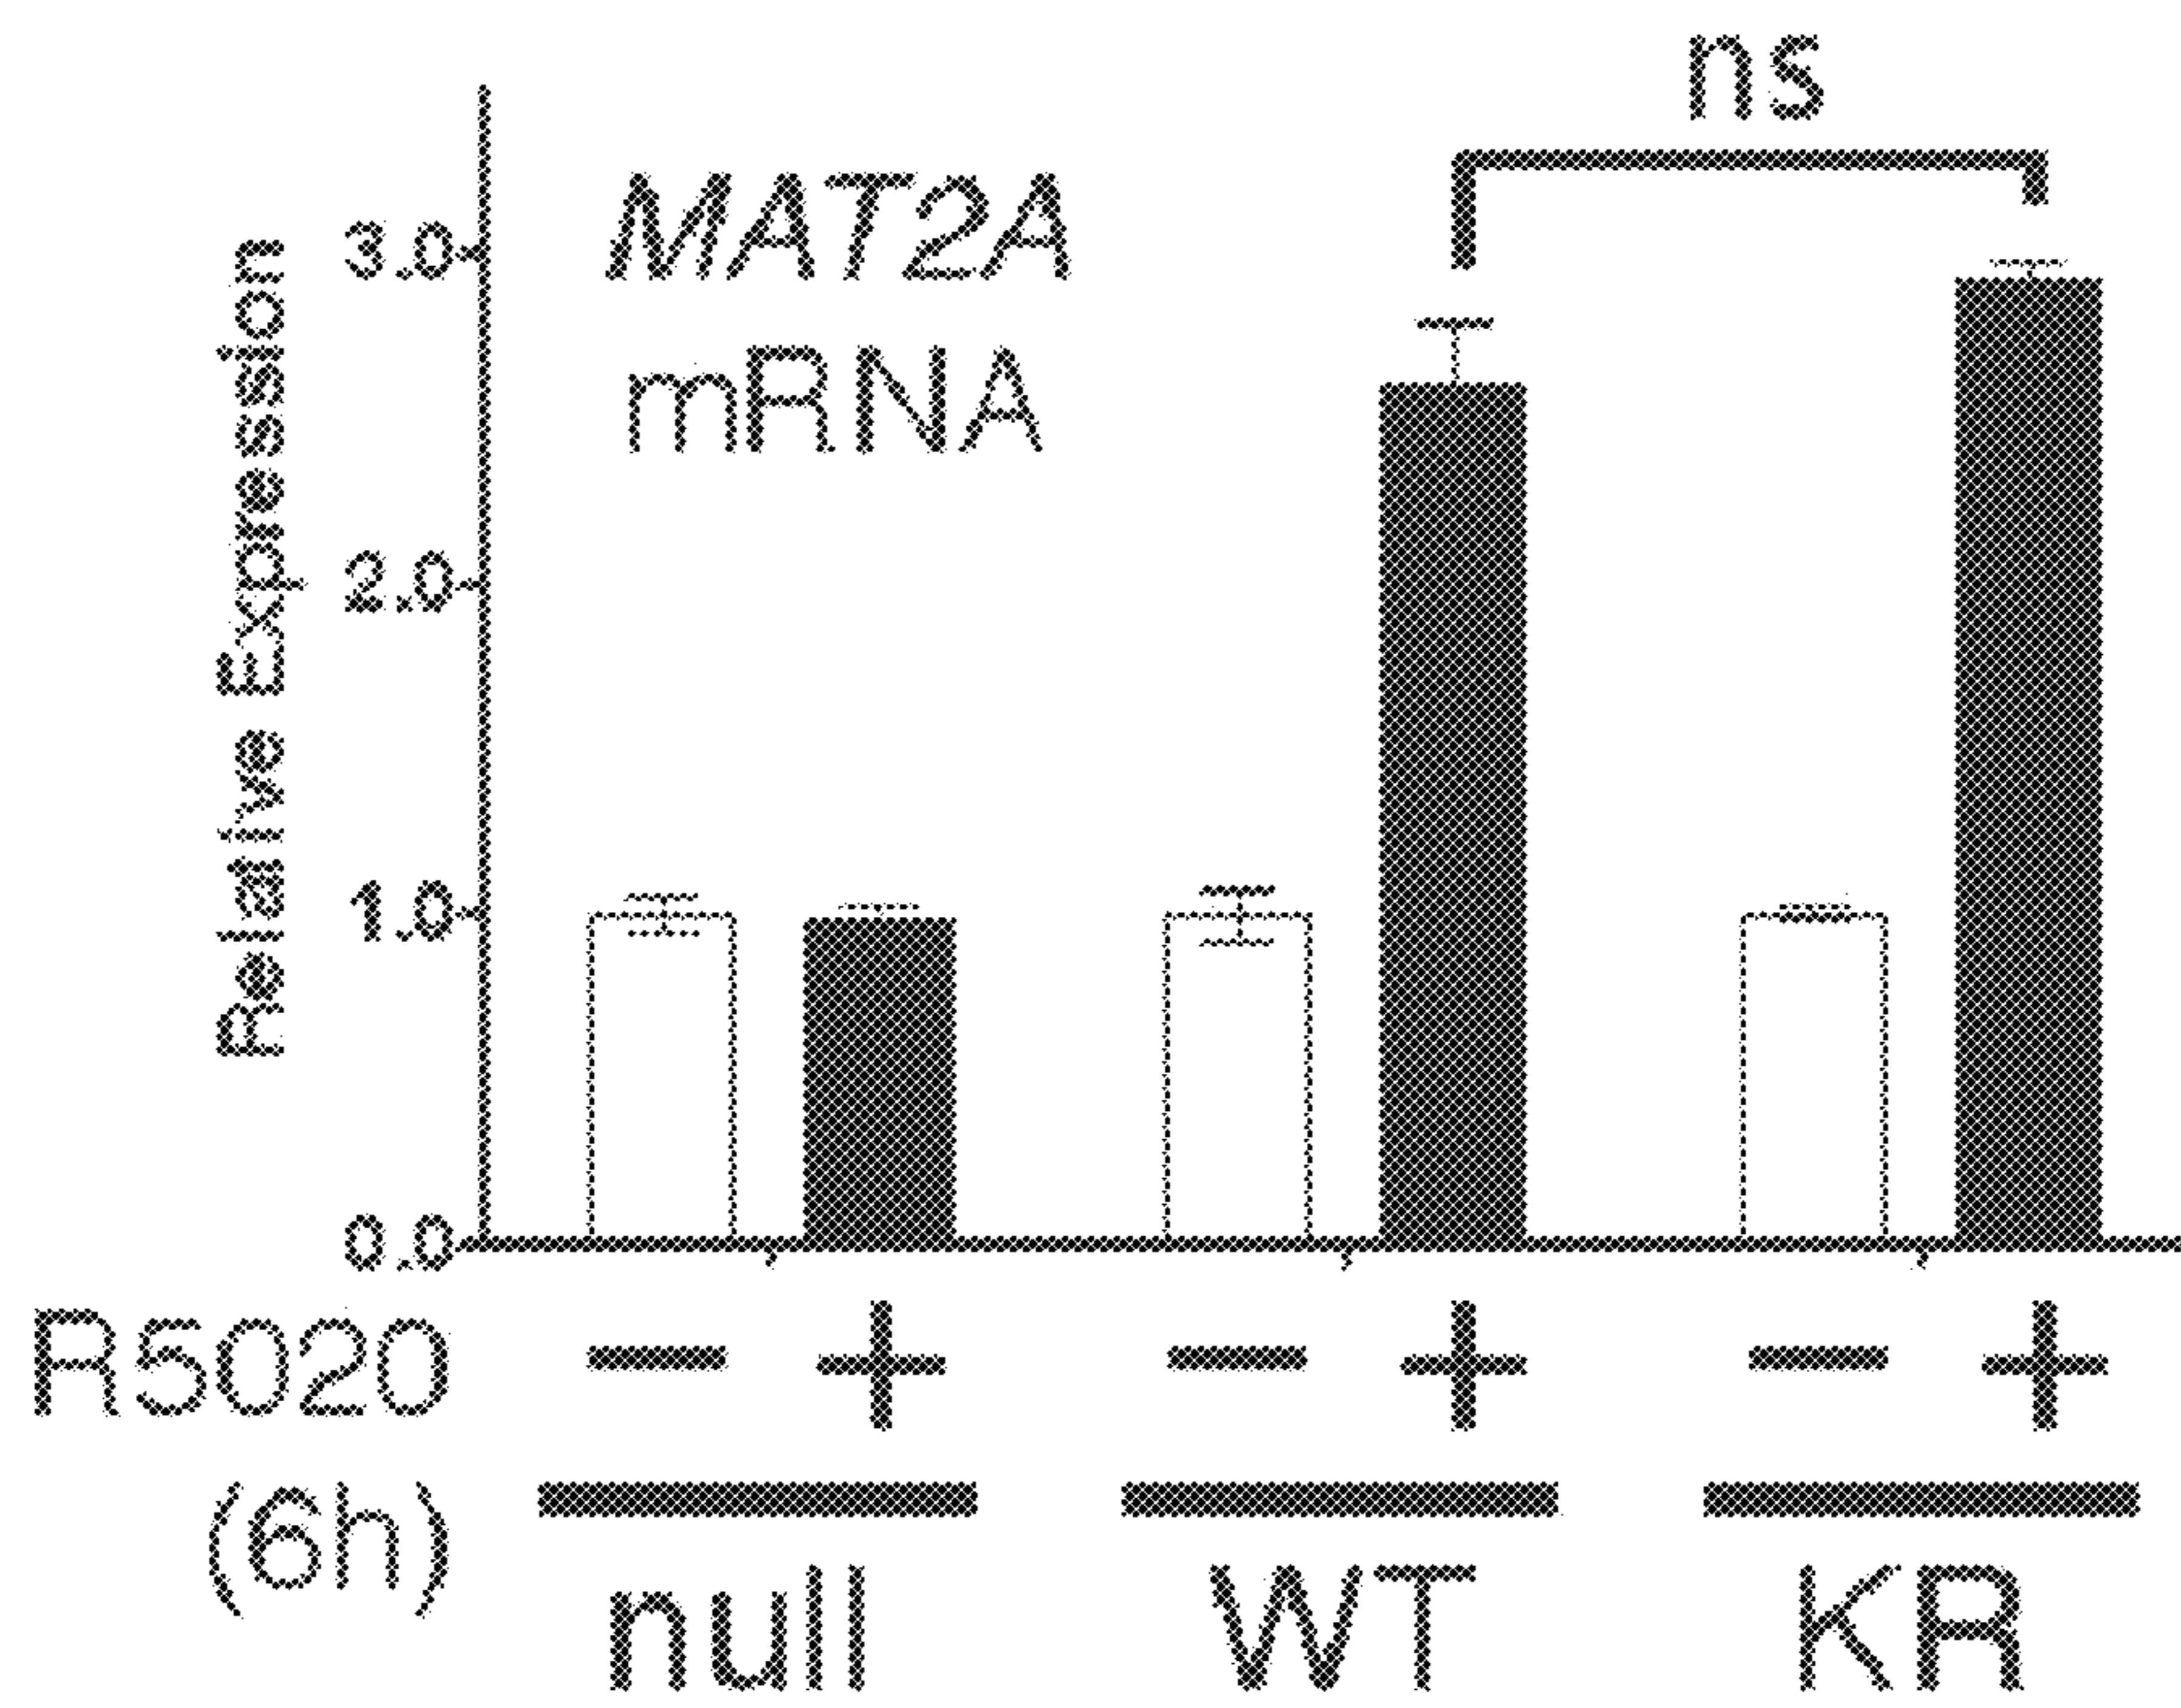 ns
MAT2A
mRNA
Relative Expression
3.0
2.0
1.0
0.0
R5020 − + − + − +
(6h)
null WT KR